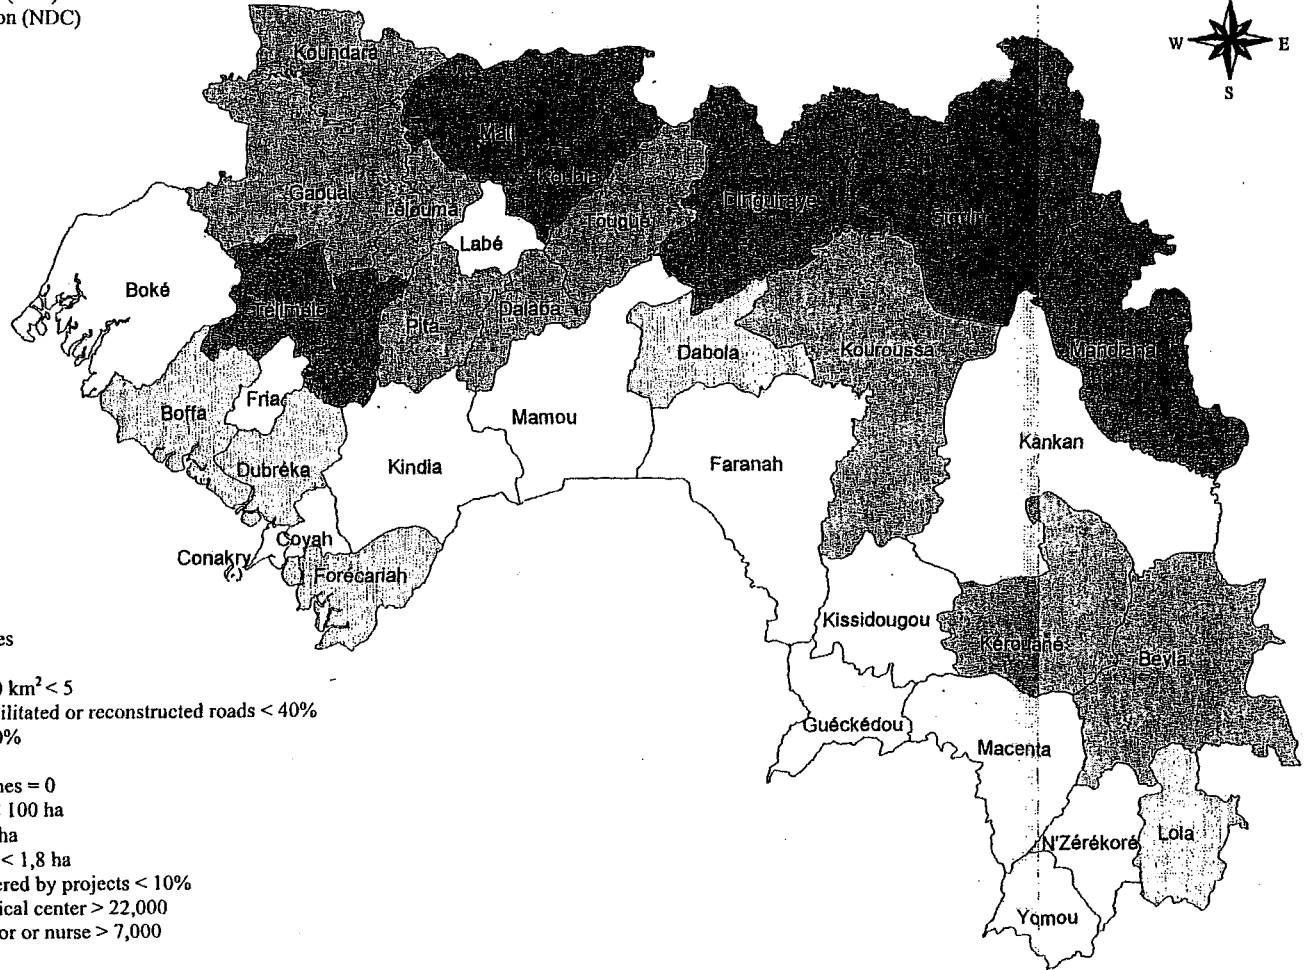 on (NDC)
W E
S
Koundara
Mali
Koubia
Gaoual
Lélouma
Tougué
Dinguiraye
Siguiri
Labé
Boké
Télimélé
Pita
Dalaba
Dabola
Kouroussa
Mandiana
Fria
Boffa
Mamou
Kindia
Faranah
Kankan
Dubréka
Coyah
Conakry
Forécariah
Kissidougou
Kérouané
Beyla
Guéckédou
Macenta
N'Zérékoré
Lola
Yomou
es
0 km² < 5
ilitated or reconstructed roads < 40%
0%
nes = 0
100 ha
ha
< 1,8 ha
ered by projects < 10%
ical center > 22,000
or or nurse > 7,000